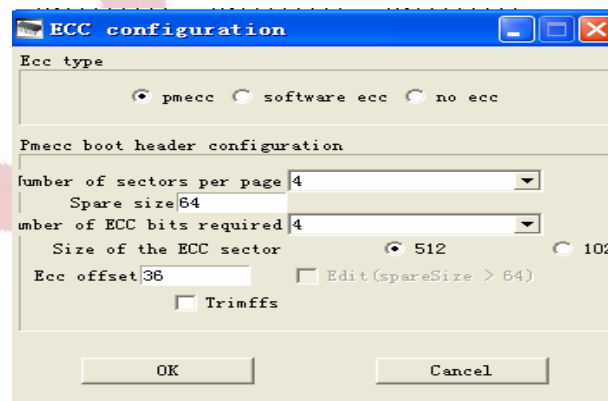 ECC configuration
Ecc type
pmecc software ecc no ecc
Pmecc boot header configuration
umber of sectors per page 4
Spare size 64
umber of ECC bits required 4
Size of the ECC sector 512 102
Ecc offset 36 Edit(spareSize > 64)
Trimffs
OK Cancel